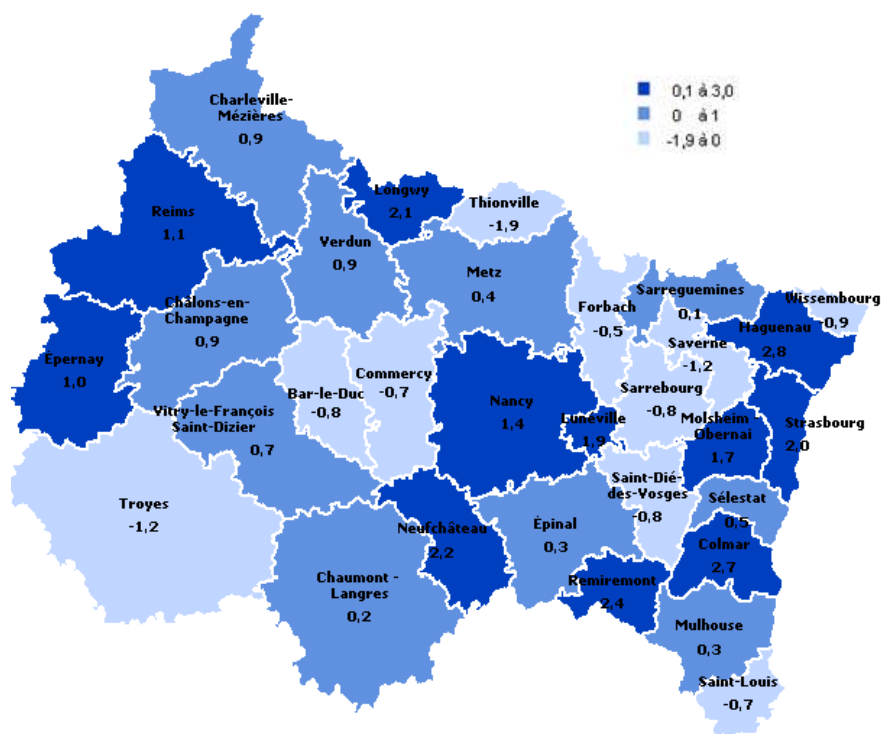 0,1 à 3,0
0 à 1
-1,9 à 0
Charleville-
Mézières
0,9
Reims
1,1
Longwy
2,1
Thionville
-1,9
Verdun
0,9
Metz
0,4
Châlons-en-
Champagne
0,9
Forbach
-0,5
Sarreguemines
0,1
Wissembourg
-0,9
Haguenau
2,8
Saverne
-1,2
Épernay
1,0
Bar-le-Duc
-0,8
Commercy
-0,7
Sarrebourg
-0,8
Nancy
1,4
Lunéville
1,9
Molsheim -
Obernai
1,7
Strasbourg
2,0
Vitry-le-François
Saint-Dizier
0,7
Troyes
-1,2
Neufchâteau
2,2
Épinal
0,3
Saint-Dié-
des-Vosges
-0,8
Sélestat
0,5
Colmar
2,7
Chaumont -
Langres
0,2
Remiremont
2,4
Mulhouse
0,3
Saint-Louis
-0,7